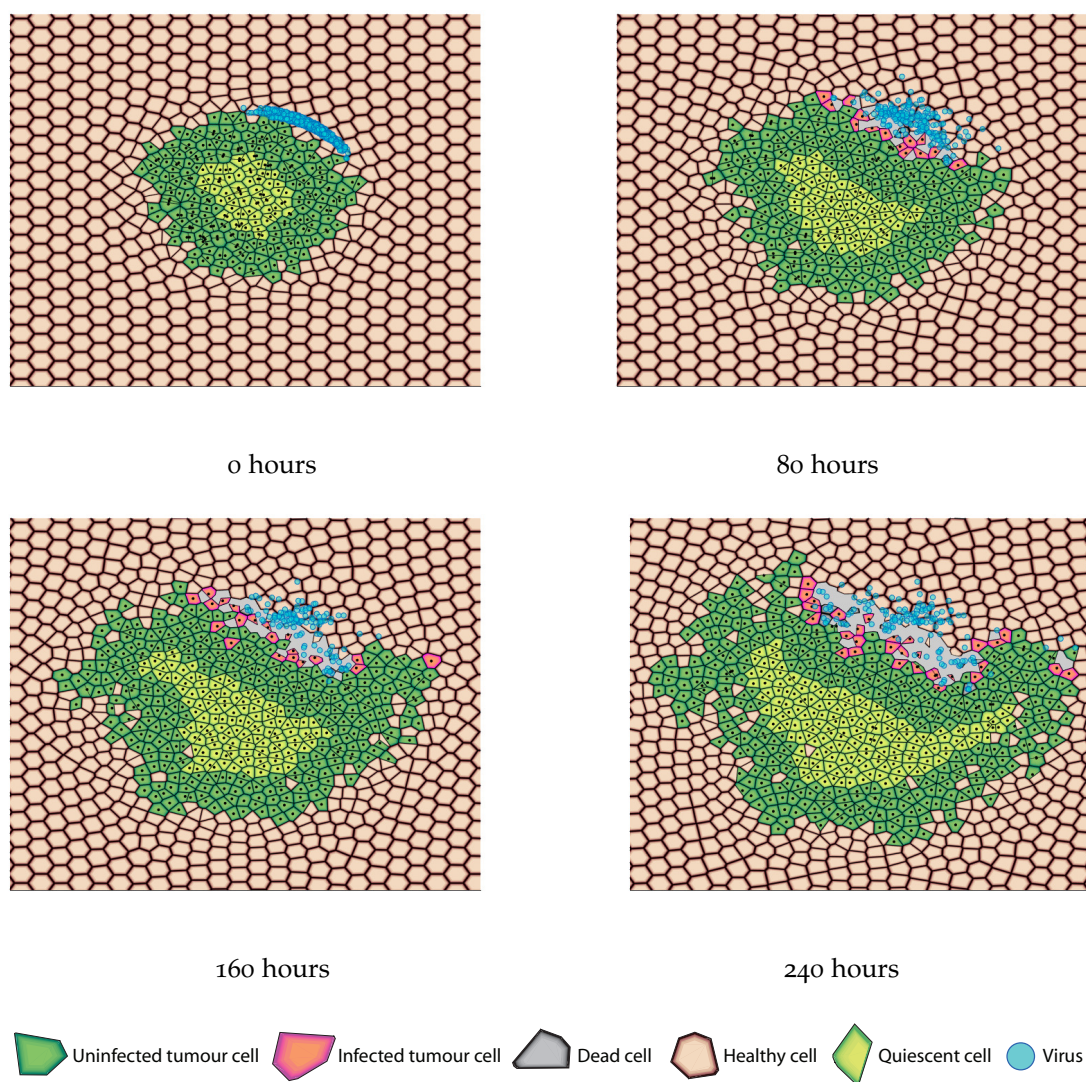 0 hours
80 hours
160 hours
240 hours
Uninfected tumour cell Infected tumour cell Dead cell Healthy cell Quiescent cell Virus